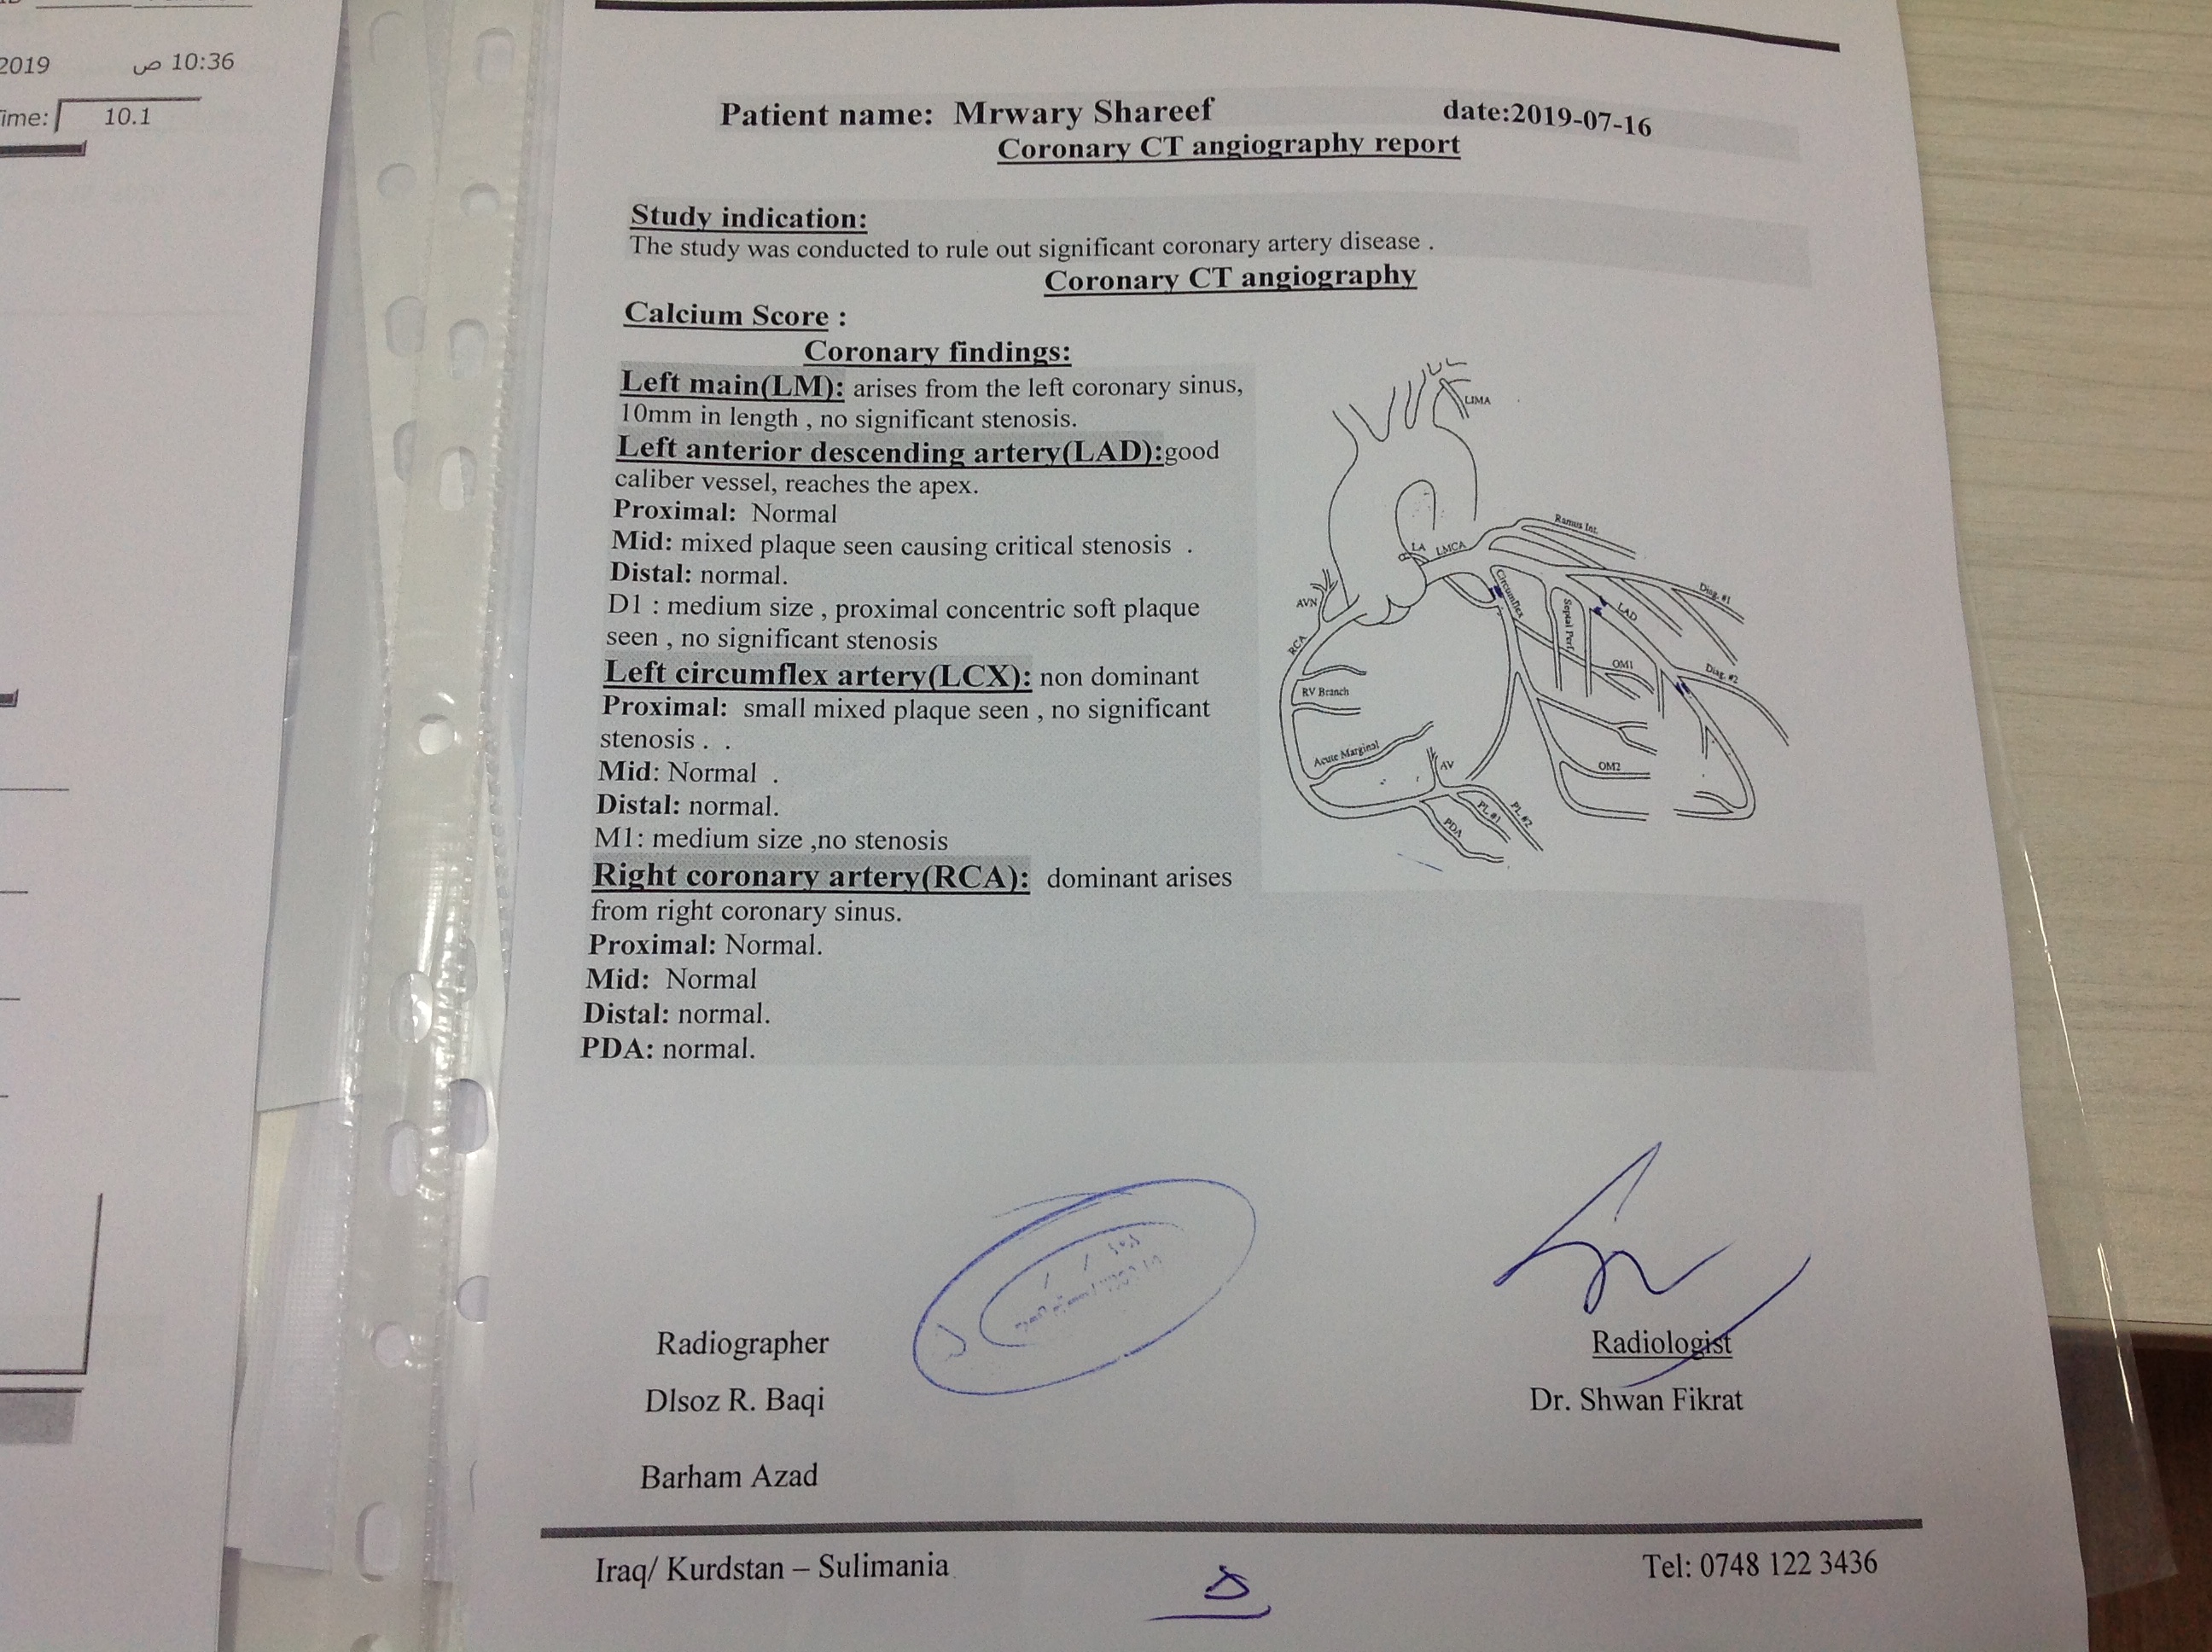 2019 10:36 ص
ime: 10.1
Patient name: Mrwary Shareef date:2019-07-16
Coronary CT angiography report
Study indication:
The study was conducted to rule out significant coronary artery disease .
Coronary CT angiography
Calcium Score :
Coronary findings:
Left main(LM): arises from the left coronary sinus,
10mm in length , no significant stenosis.
Left anterior descending artery(LAD):good
caliber vessel, reaches the apex.
Proximal: Normal
Mid: mixed plaque seen causing critical stenosis .
Distal: normal.
D1 : medium size , proximal concentric soft plaque
seen , no significant stenosis
Left circumflex artery(LCX): non dominant
Proximal: small mixed plaque seen , no significant
stenosis . .
Mid: Normal .
Distal: normal.
M1: medium size ,no stenosis
Right coronary artery(RCA): dominant arises
from right coronary sinus.
Proximal: Normal.
Mid: Normal
Distal: normal.
PDA: normal.
LIMA
Ramus Int.
LA LMCA
Circumflex
Diag. #1
AVN
Septal Perf.
LAD
RCA
OM1
Diag. #2
RV Branch
Acute Marginal
AV
OM2
PL #1
PL #2
PDA
Radiographer
Radiologist
Dlsoz R. Baqi
Dr. Shwan Fikrat
Barham Azad
Iraq/ Kurdstan – Sulimania
Tel: 0748 122 3436